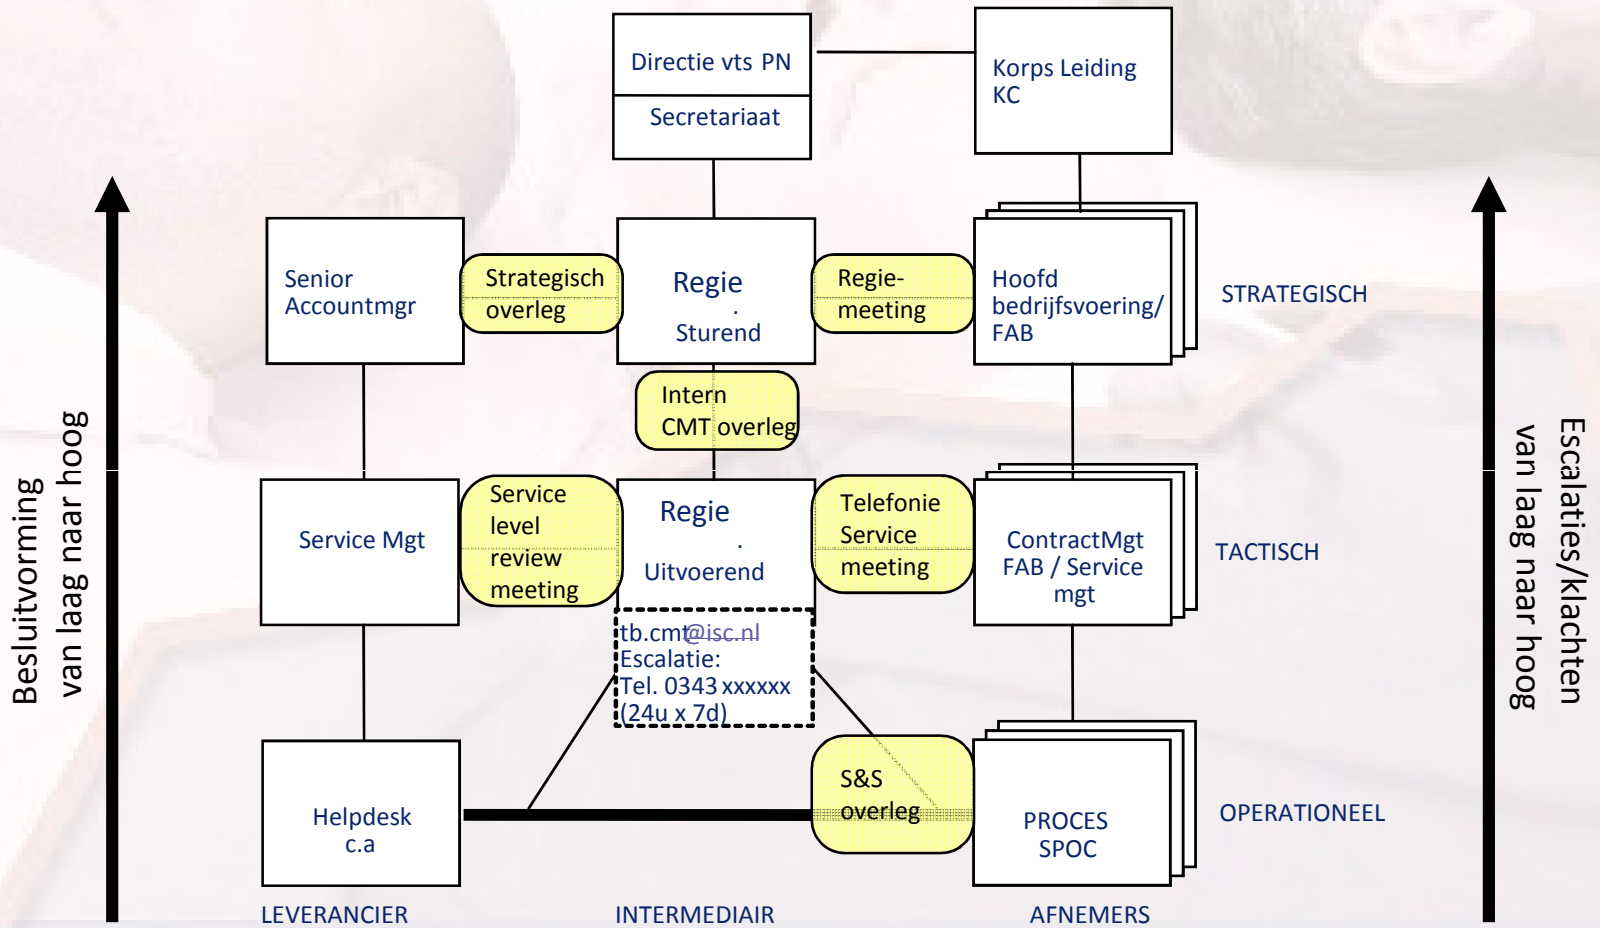 Directie vts PN
Secretariaat
Korps Leiding
KC
Senior
Accountmgr
Strategisch
overleg
Regie
.
Sturend
Regie-
meeting
Hoofd
bedrijfsvoering/
FAB
STRATEGISCH
Intern
CMT overleg
Besluitvorming
van laag naar hoog
Escalaties/klachten
van laag naar hoog
Service Mgt
Service
level
review
meeting
Regie
.
Uitvoerend
Telefonie
Service
meeting
ContractMgt
FAB / Service
mgt
TACTISCH
tb.cmt@isc.nl
Escalatie:
Tel. 0343 xxxxxx
(24u x 7d)
Helpdesk
c.a
S&S
overleg
PROCES
SPOC
OPERATIONEEL
LEVERANCIER
INTERMEDIAIR
AFNEMERS